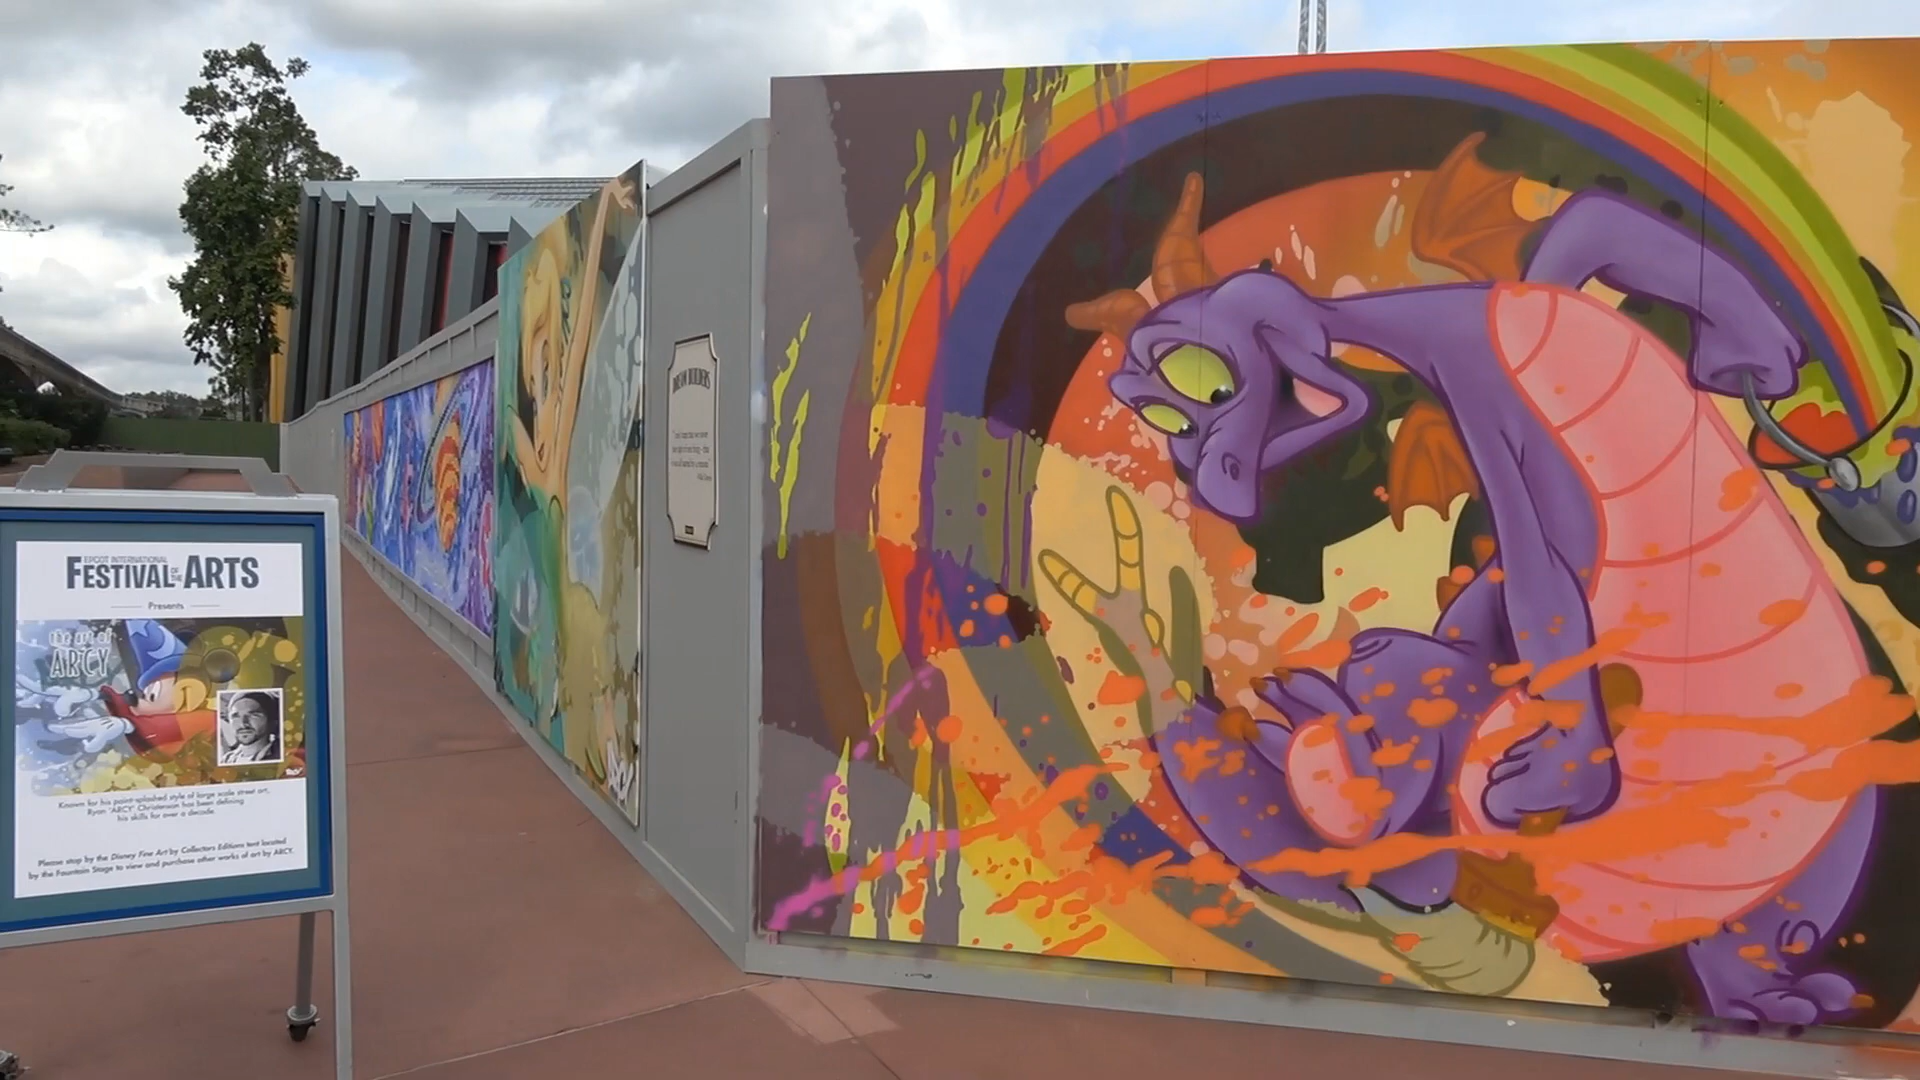 EPCOT INTERNATIONAL
FESTIVAL OF THE ARTS
Presents
the art of
ARCY
Known for his paint-splashed style of large scale street art,
Ryan "ARCY" Christenson has been defining
his skills for over a decade.
Please stop by the Disney Fine Art by Collectors Editions tent located
by the Fountain Stage to view and purchase other works of art by ARCY.
DREAM BUILDERS
ARCY